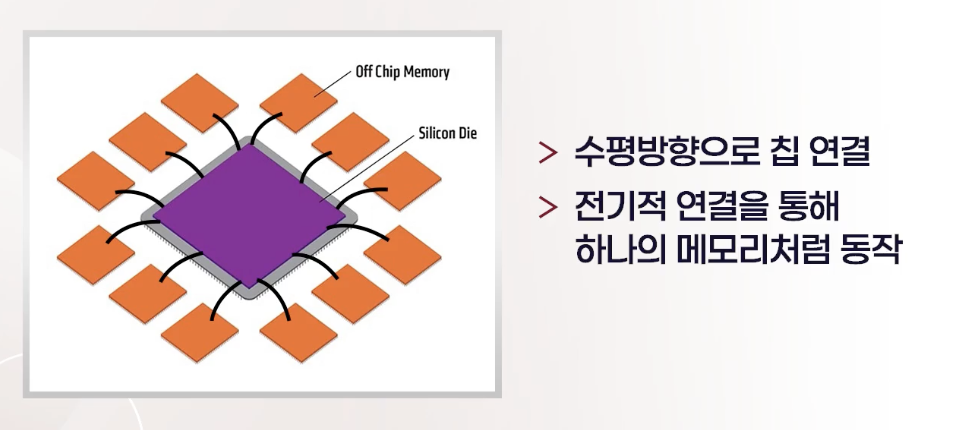 Off Chip Memory
Silicon Die
> 수평방향으로 칩 연결
> 전기적 연결을 통해
하나의 메모리처럼 동작